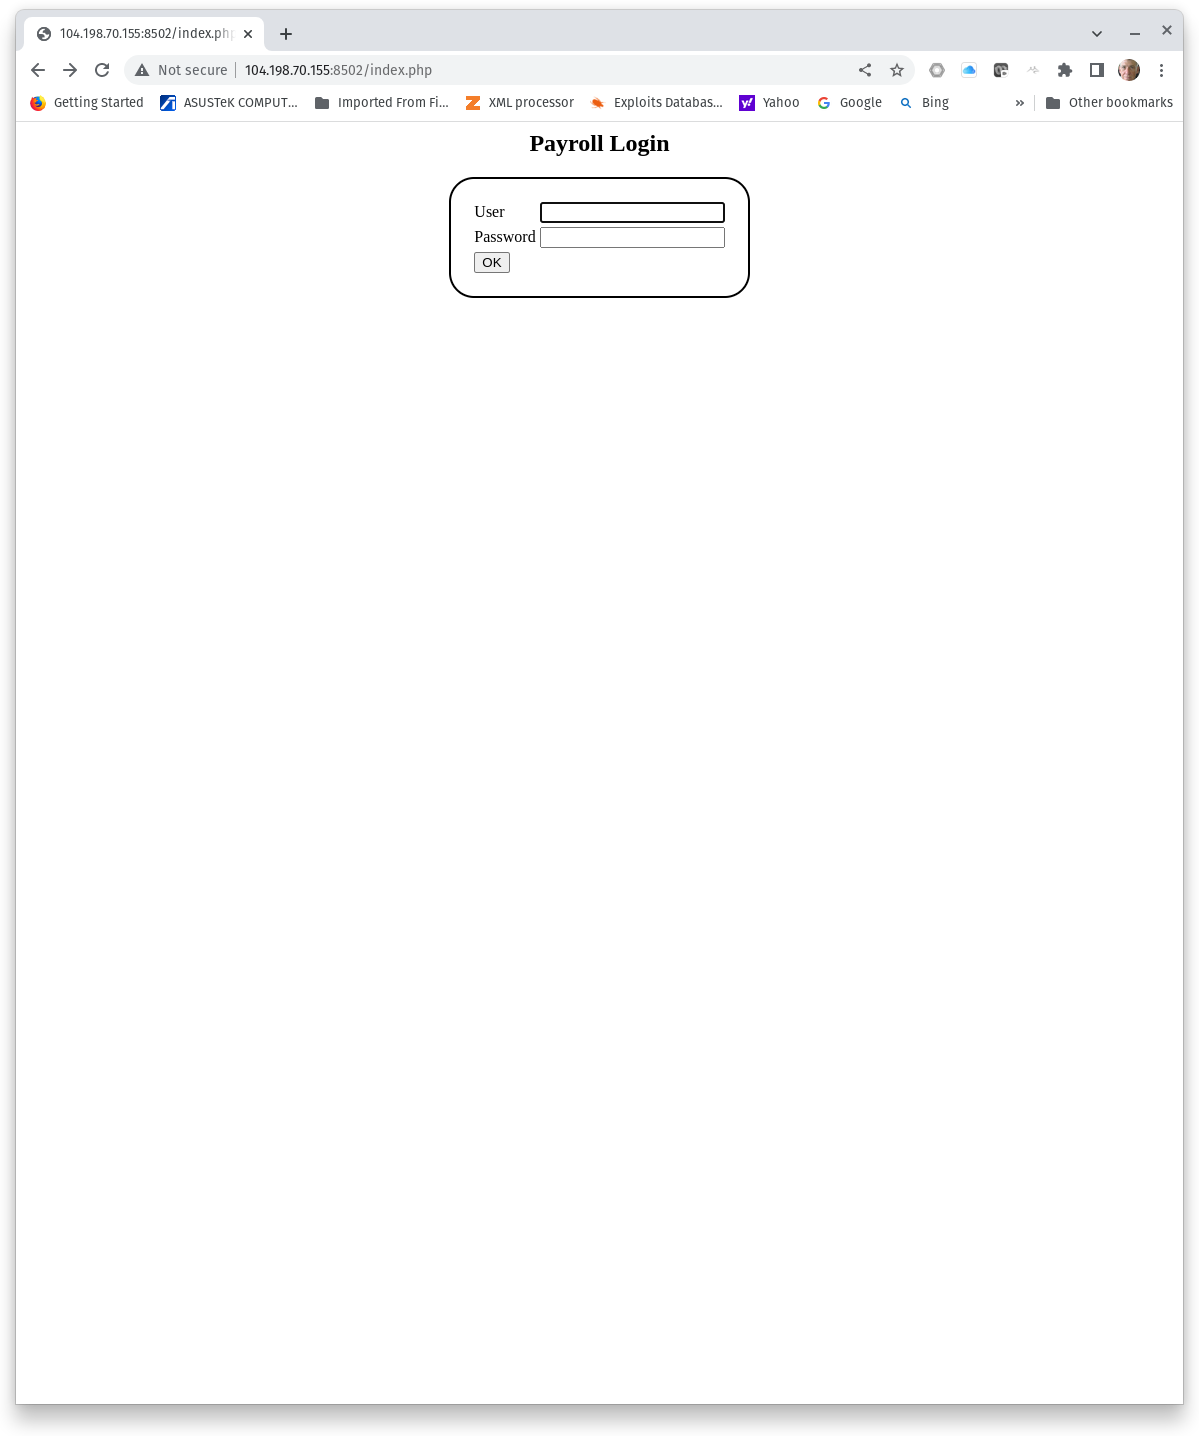 104.198.70.155:8502/index.php
Not secure 104.198.70.155:8502/index.php
Getting Started ASUSTeK COMPUT... Imported From Fi... XML processor Exploits Databas... Yahoo Google Bing » Other bookmarks
Payroll Login
User
Password
OK